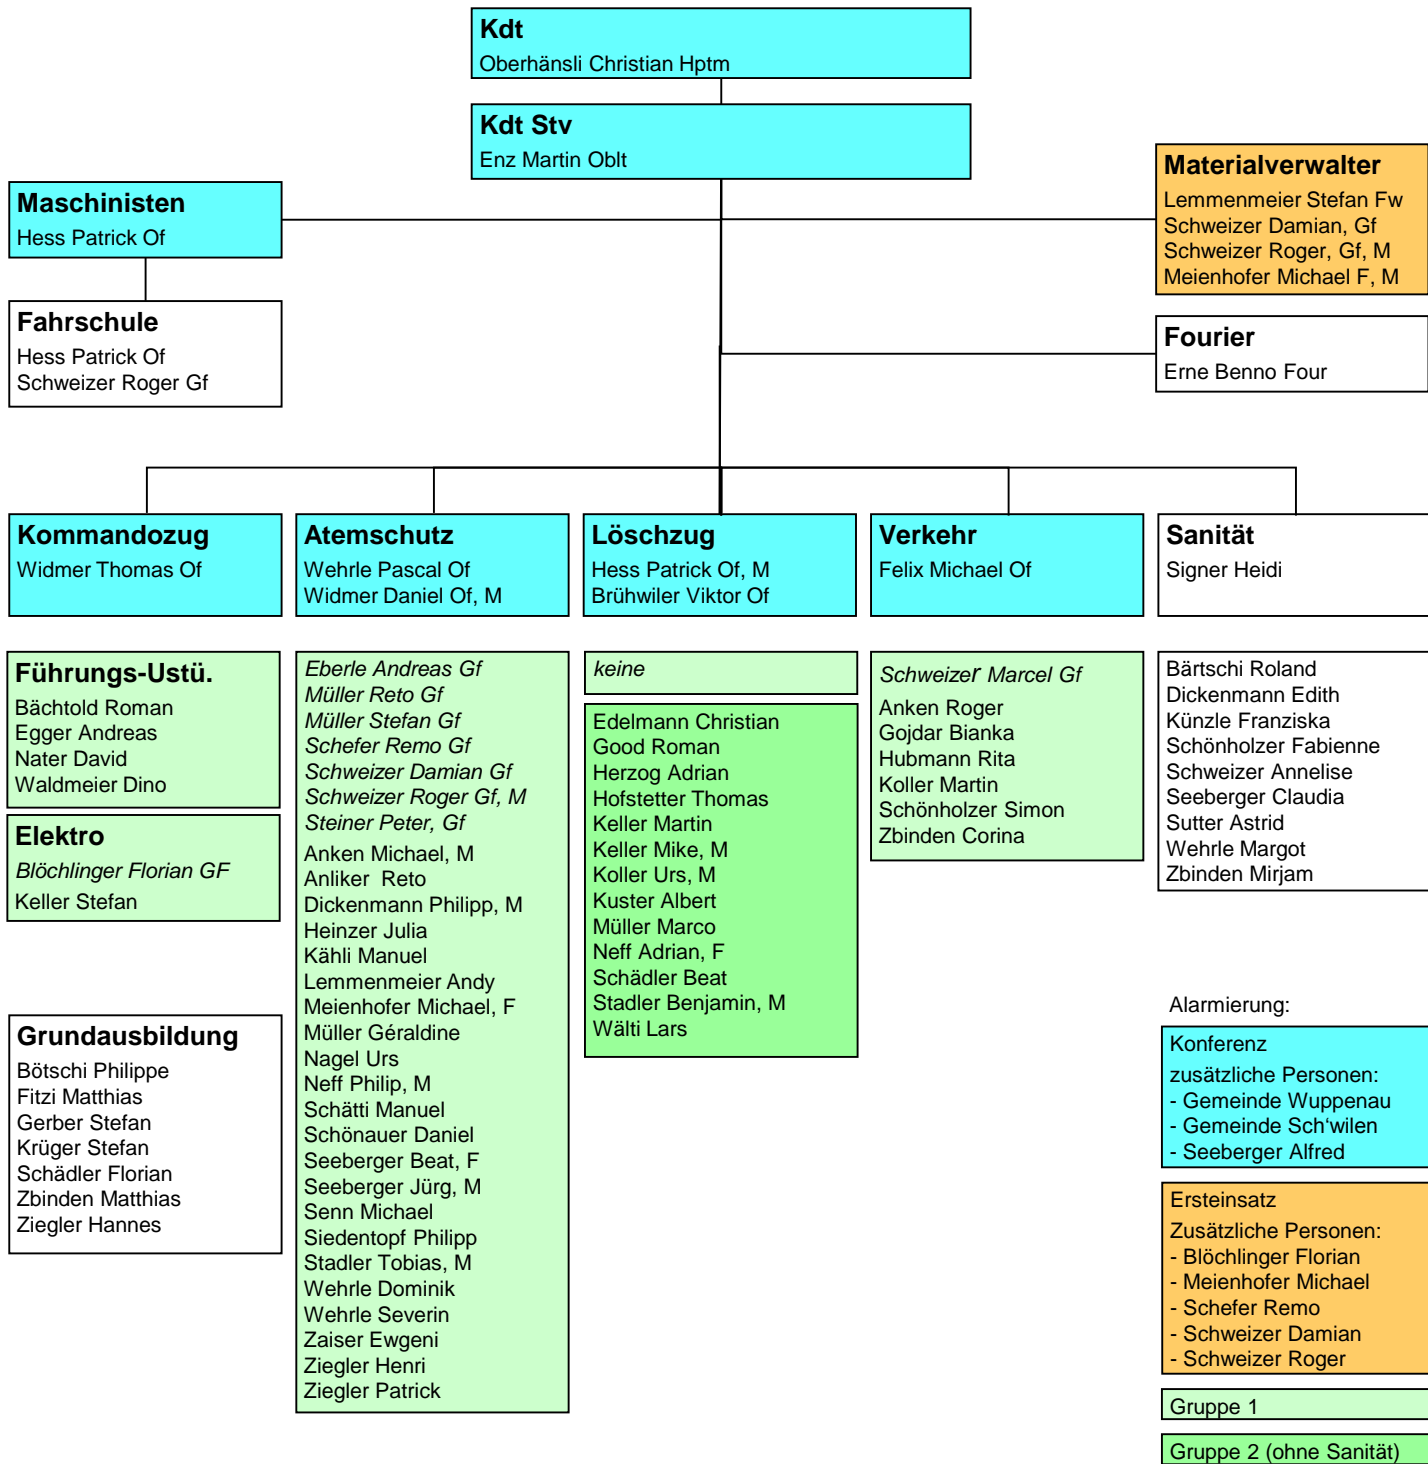 Kdt
Oberhänsli Christian Hptm
Kdt Stv
Enz Martin Oblt
Materialverwalter
Lemmenmeier Stefan Fw
Schweizer Damian, Gf
Schweizer Roger, Gf, M
Meienhofer Michael F, M
Maschinisten
Hess Patrick Of
Fahrschule
Hess Patrick Of
Schweizer Roger Gf
Fourier
Erne Benno Four
Kommandozug
Widmer Thomas Of
Atemschutz
Wehrle Pascal Of
Widmer Daniel Of, M
Löschzug
Hess Patrick Of, M
Brühwiler Viktor Of
Verkehr
Felix Michael Of
Sanität
Signer Heidi
Führungs-Ustü.
Bächtold Roman
Egger Andreas
Nater David
Waldmeier Dino
Elektro
Blöchlinger Florian GF
Keller Stefan
Grundausbildung
Bötschi Philippe
Fitzi Matthias
Gerber Stefan
Krüger Stefan
Schädler Florian
Zbinden Matthias
Ziegler Hannes
Eberle Andreas Gf
Müller Reto Gf
Müller Stefan Gf
Schefer Remo Gf
Schweizer Damian Gf
Schweizer Roger Gf, M
Steiner Peter, Gf
Anken Michael, M
Anliker Reto
Dickenmann Philipp, M
Heinzer Julia
Kähli Manuel
Lemmenmeier Andy
Meienhofer Michael, F
Müller Géraldine
Nagel Urs
Neff Philip, M
Schätti Manuel
Schönauer Daniel
Seeberger Beat, F
Seeberger Jürg, M
Senn Michael
Siedentopf Philipp
Stadler Tobias, M
Wehrle Dominik
Wehrle Severin
Zaiser Ewgeni
Ziegler Henri
Ziegler Patrick
keine
Edelmann Christian
Good Roman
Herzog Adrian
Hofstetter Thomas
Keller Martin
Keller Mike, M
Koller Urs, M
Kuster Albert
Müller Marco
Neff Adrian, F
Schädler Beat
Stadler Benjamin, M
Wälti Lars
Schweizer Marcel Gf
Anken Roger
Gojdar Bianka
Hubmann Rita
Koller Martin
Schönholzer Simon
Zbinden Corina
Bärtschi Roland
Dickenmann Edith
Künzle Franziska
Schönholzer Fabienne
Schweizer Annelise
Seeberger Claudia
Sutter Astrid
Wehrle Margot
Zbinden Mirjam
Alarmierung:
Konferenz
zusätzliche Personen:
- Gemeinde Wuppenau
- Gemeinde Sch‘wilen
- Seeberger Alfred
Ersteinsatz
Zusätzliche Personen:
- Blöchlinger Florian
- Meienhofer Michael
- Schefer Remo
- Schweizer Damian
- Schweizer Roger
Gruppe 1
Gruppe 2 (ohne Sanität)